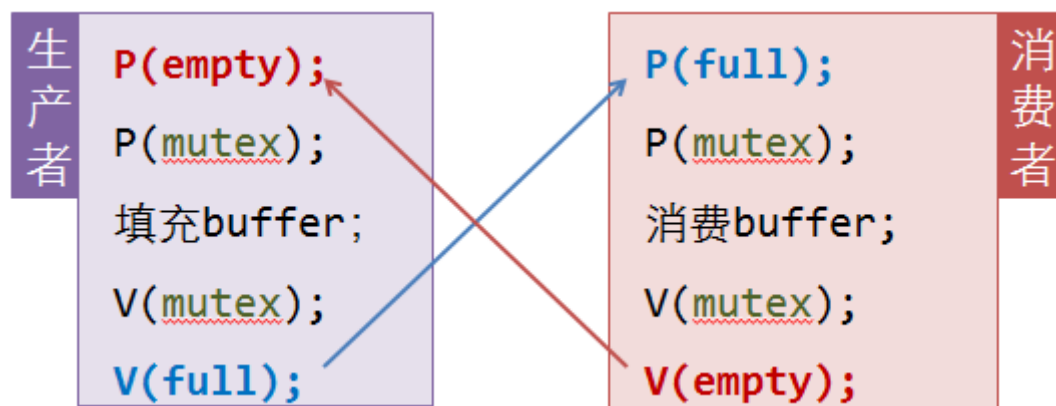 生产者
P(empty);
P(mutex);
填充buffer;
V(mutex);
V(full);
消费者
P(full);
P(mutex);
消费buffer;
V(mutex);
V(empty);